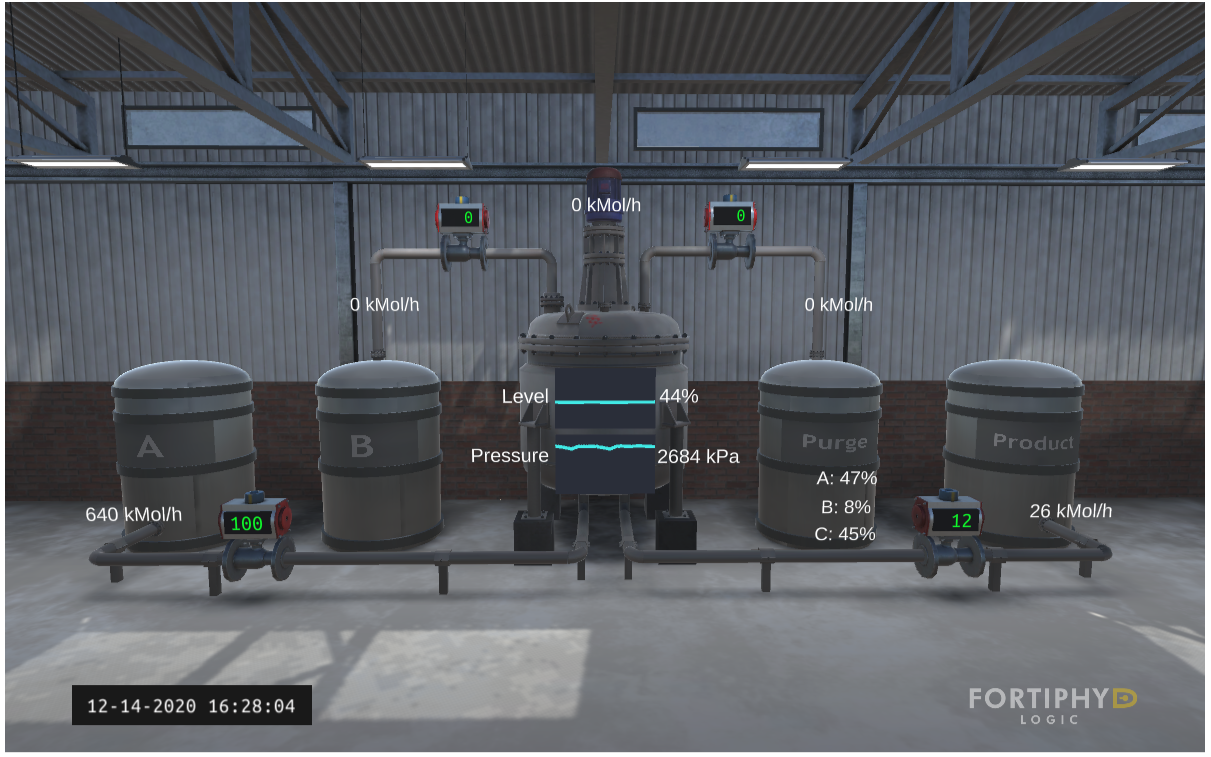 0
0 kMol/h
0
0 kMol/h
0 kMol/h
Level
44%
Pressure
2684 kPa
A
B
Purge
Product
A: 47%
B: 8%
C: 45%
640 kMol/h
100
12
26 kMol/h
12-14-2020 16:28:04
FORTIPHYD
LOGIC